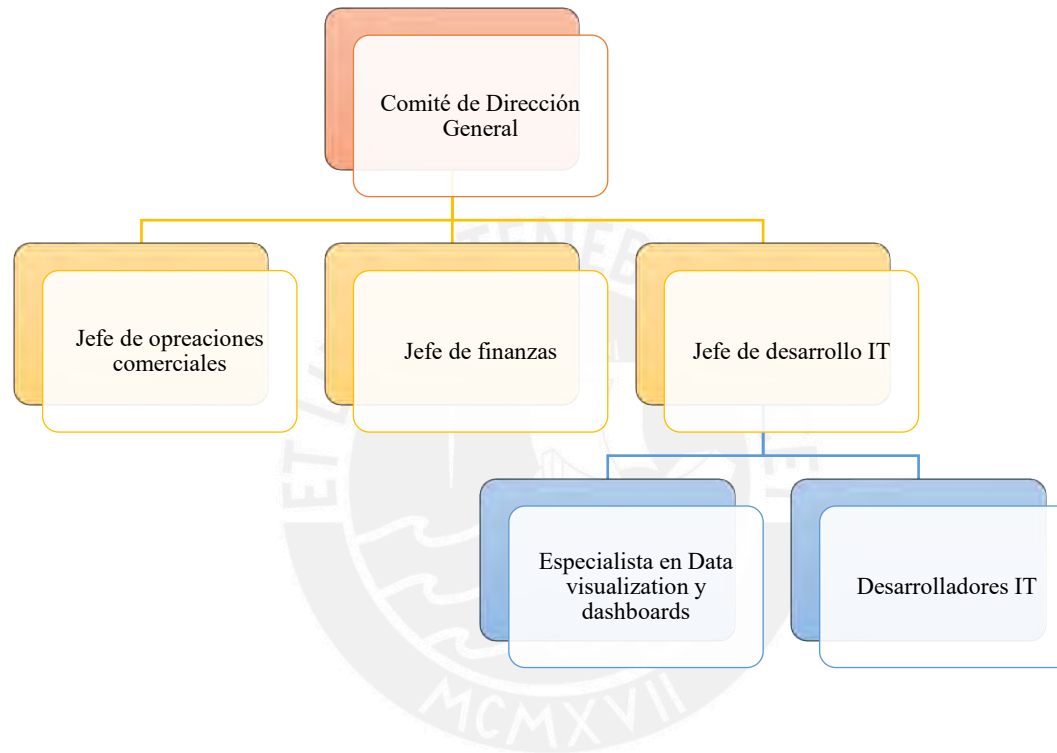 Comité de Dirección
General
Jefe de opreaciones
comerciales
Jefe de finanzas
Jefe de desarrollo IT
Especialista en Data
visualization y
dashboards
Desarrolladores IT
MCMXVII